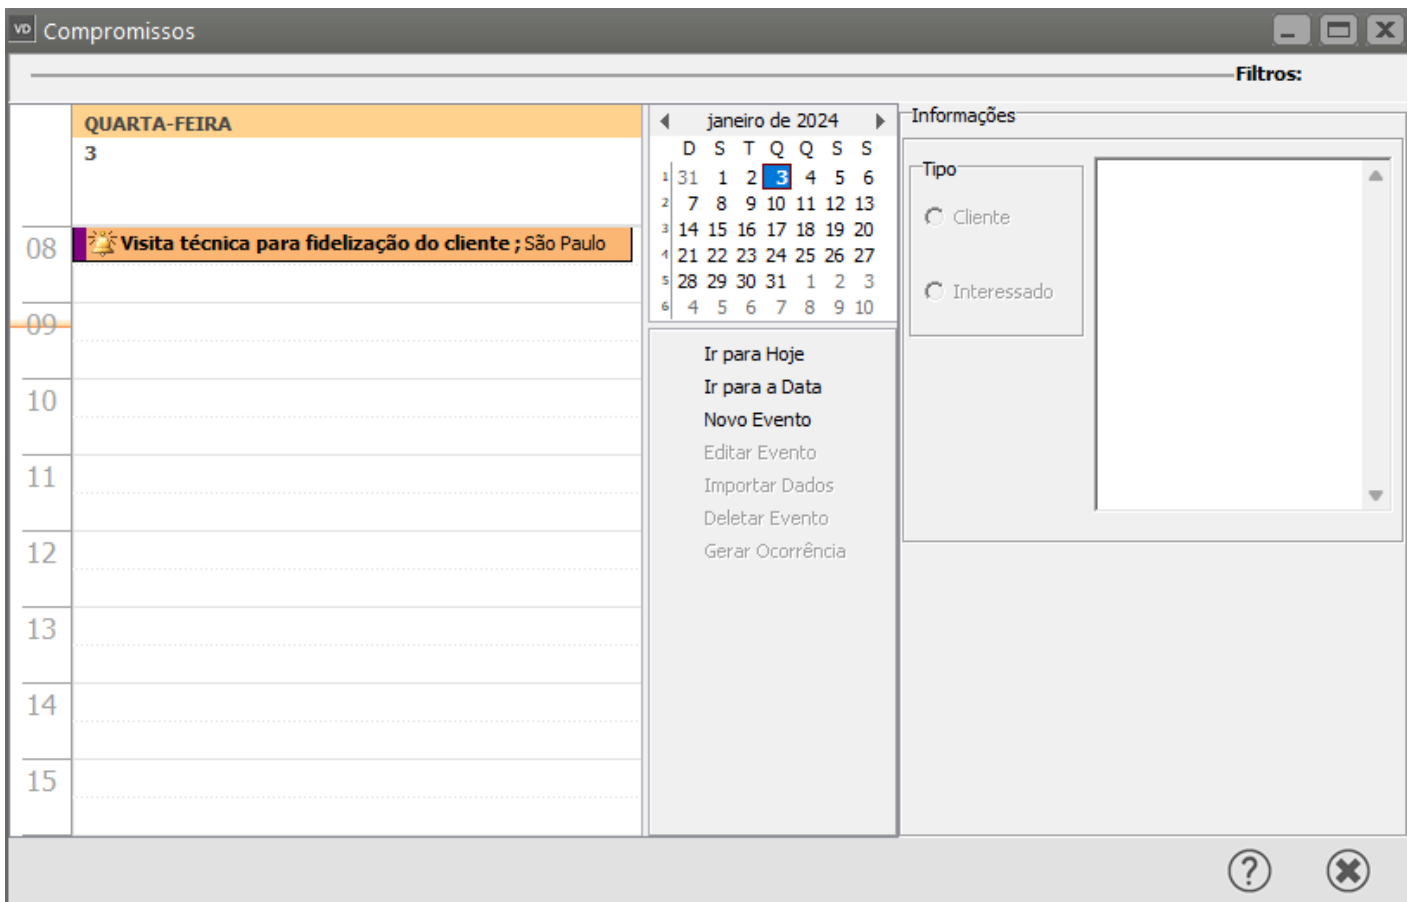 VD Compromissos
Filtros:
QUARTA-FEIRA
3
08
Visita técnica para fidelização do cliente ; São Paulo
09
10
11
12
13
14
15
janeiro de 2024
D S T Q Q S S
1 31 1 2 3 4 5 6
2 7 8 9 10 11 12 13
3 14 15 16 17 18 19 20
4 21 22 23 24 25 26 27
5 28 29 30 31 1 2 3
6 4 5 6 7 8 9 10
Ir para Hoje
Ir para a Data
Novo Evento
Editar Evento
Importar Dados
Deletar Evento
Gerar Ocorrência
Informações
Tipo
Cliente
Interessado